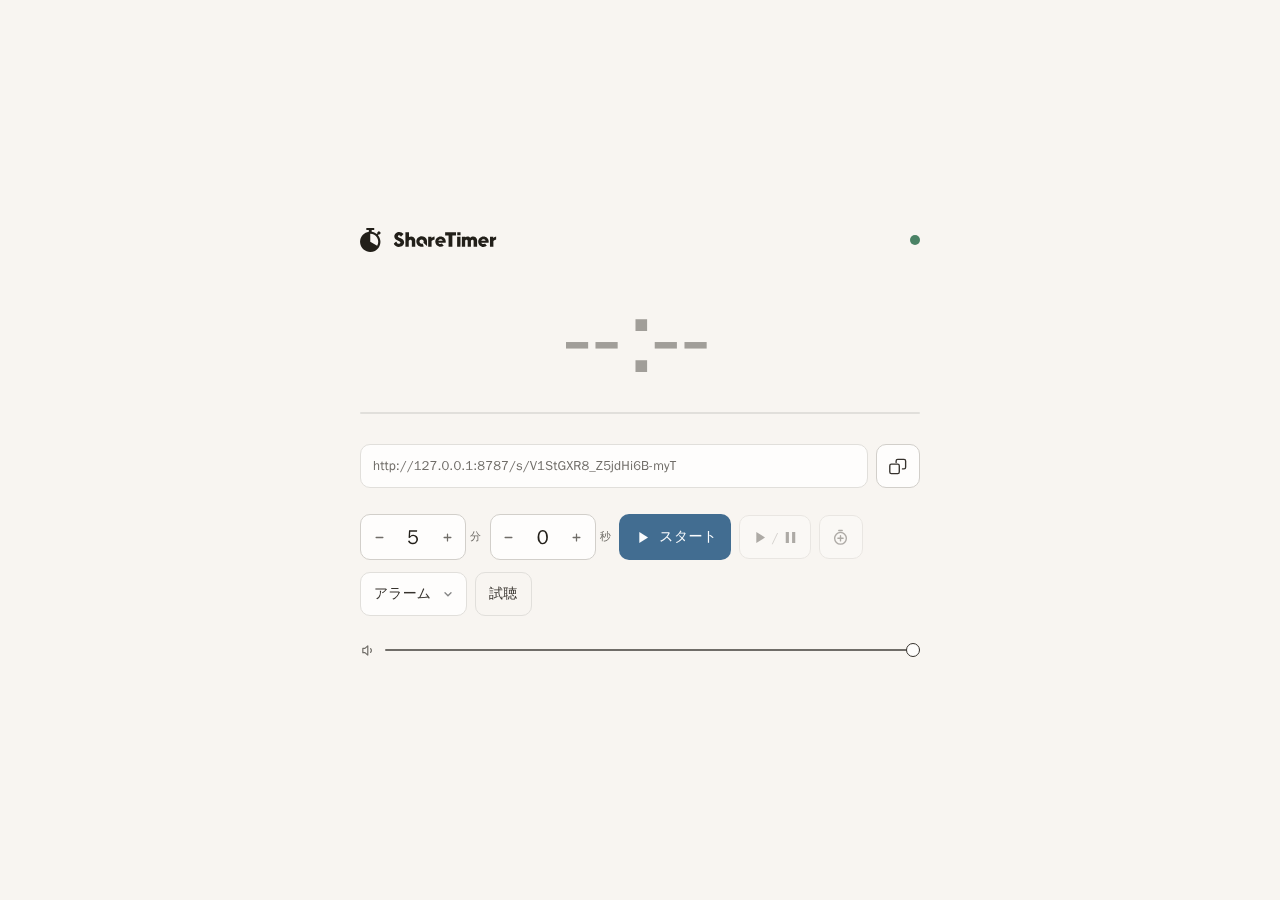 ShareTimer
--:--
http://127.0.0.1:8787/s/V1StGXR8_Z5jdHi6B-myT
− 5 + 分 − 0 + 秒 スタート /
アラーム 試聴